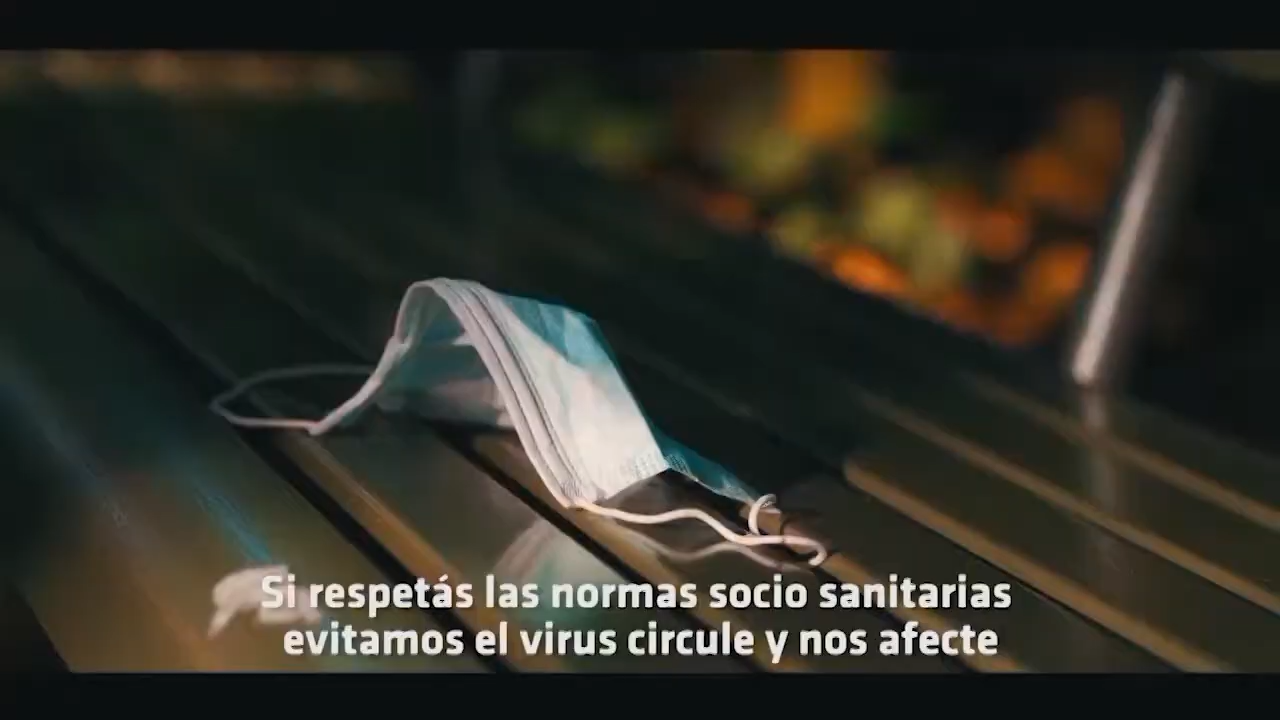 Si respetás las normas socio sanitarias
evitamos el virus circule y nos afecte